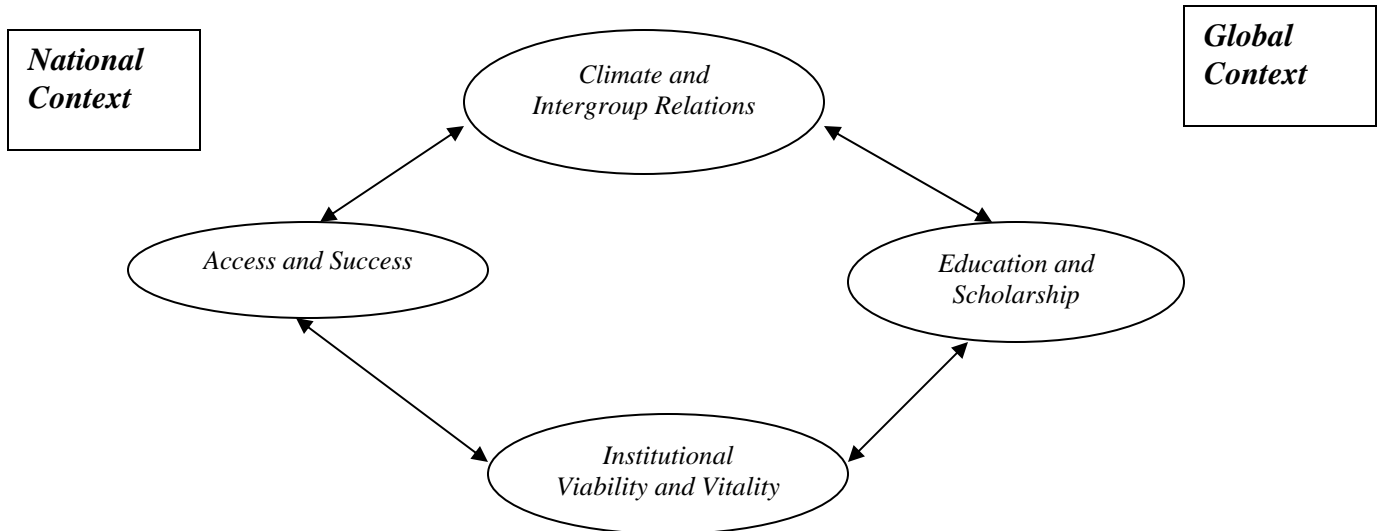 National
Context
Global
Context
Climate and
Intergroup Relations
Access and Success
Education and
Scholarship
Institutional
Viability and Vitality